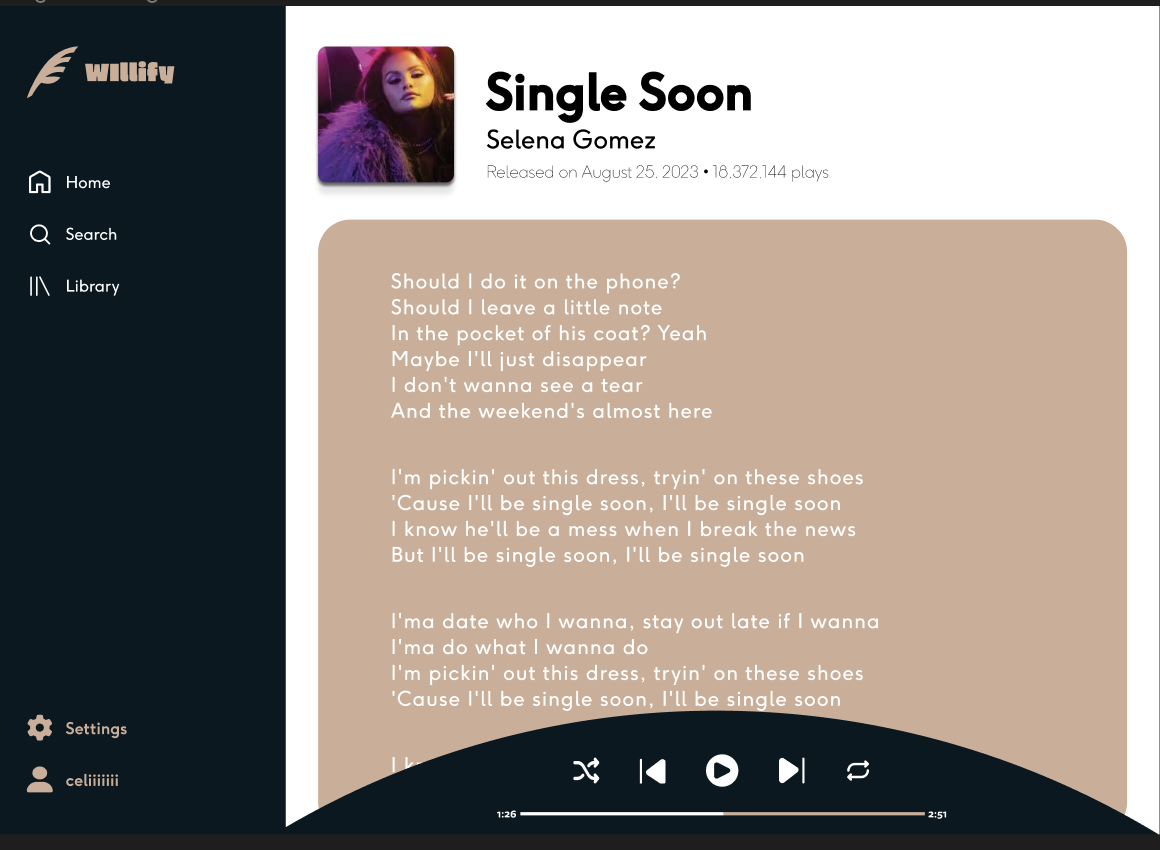 WIllify
Home
Search
Library
Settings
celiiiiiii
Single Soon
Selena Gomez
Released on August 25, 2023 • 18,372,144 plays
Should I do it on the phone?
Should I leave a little note
In the pocket of his coat? Yeah
Maybe I'll just disappear
I don't wanna see a tear
And the weekend's almost here
I'm pickin' out this dress, tryin' on these shoes
'Cause I'll be single soon, I'll be single soon
I know he'll be a mess when I break the news
But I'll be single soon, I'll be single soon
I'ma date who I wanna, stay out late if I wanna
I'ma do what I wanna do
I'm pickin' out this dress, tryin' on these shoes
'Cause I'll be single soon, I'll be single soon
I
1:26
2:51